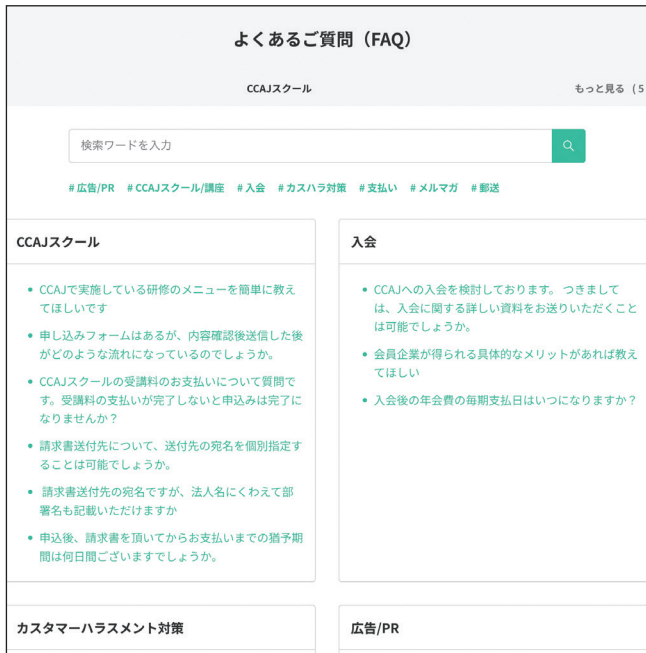 よくあるご質問（FAQ）
CCAJスクール
もっと見る (5
検索ワードを入力
#広告/PR #CCAJスクール/講座 #入会 #カスハラ対策 #支払い #メルマガ #郵送
CCAJスクール
• CCAJで実施している研修のメニューを簡単に教え
てほしいです
• 申し込みフォームはあるが、内容確認後送信した後
がどのような流れになっているのでしょうか。
• CCAJスクールの受講料のお支払いについて質問で
す。受講料の支払いが完了しないと申込みは完了に
なりませんか？
• 請求書送付先について、送付先の宛名を個別指定す
ることは可能でしょうか。
• 請求書送付先の宛名ですが、法人名にくわえて部
署名も記載いただけますか
• 申込後、請求書を頂いてからお支払いまでの猶予期
間は何日間ございますでしょうか。
入会
• CCAJへの入会を検討しております。 つきまして
は、入会に関する詳しい資料をお送りいただくこと
は可能でしょうか。
• 会員企業が得られる具体的なメリットがあれば教え
てほしい
• 入会後の年会費の毎期支払日はいつになりますか？
カスタマーハラスメント対策
広告/PR